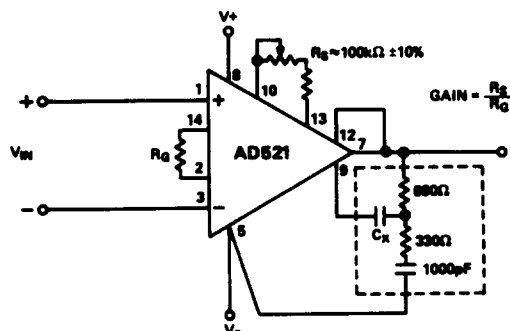 V+
8
10
RS≈100kΩ ±10%
GAIN = RS/RG
+
1
+
14
13
12
7
VIN
RG
AD521
2
9
680Ω
-
3
-
CX
330Ω
5
1000pF